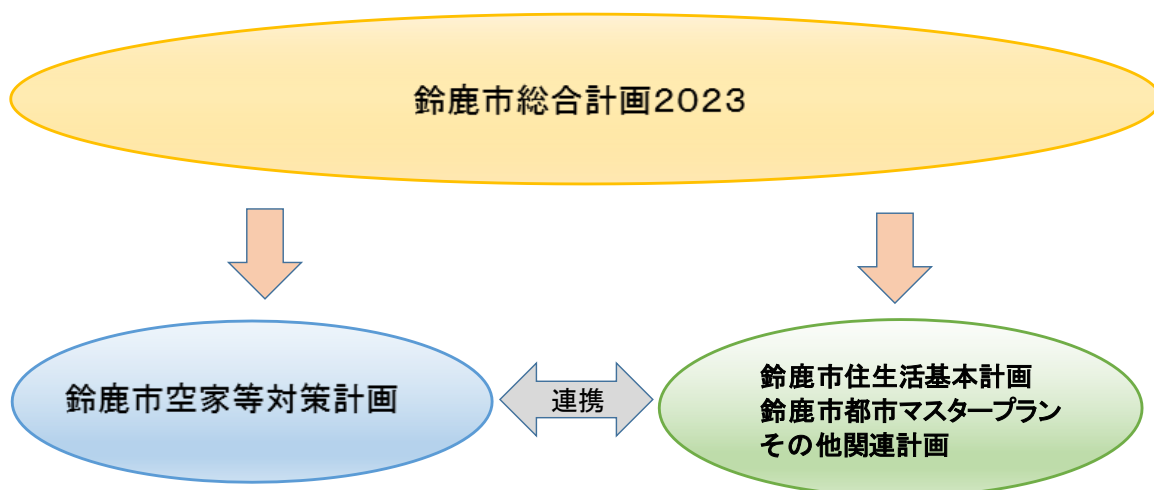 鈴鹿市総合計画２０２３
鈴鹿市空家等対策計画
連携
鈴鹿市住生活基本計画
鈴鹿市都市マスタープラン
その他関連計画